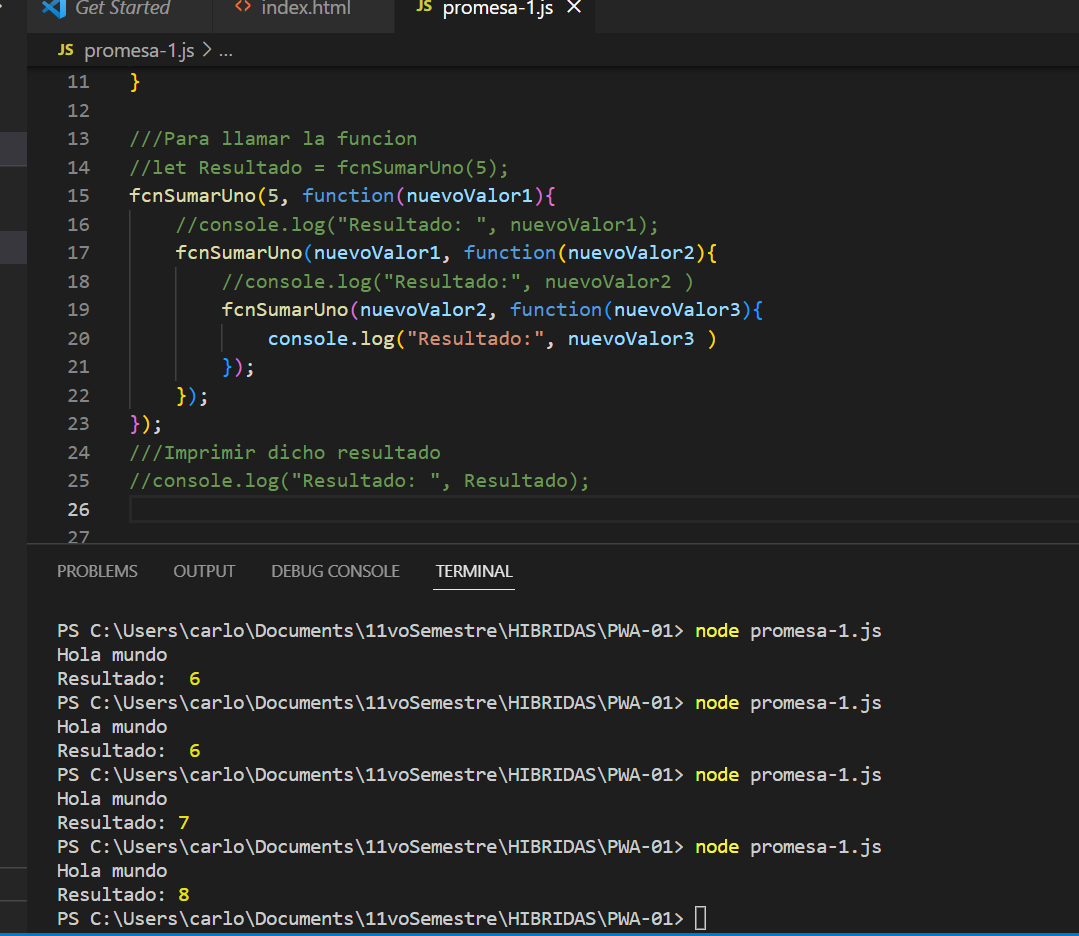 Get Started <> index.html JS promesa-1.js ×
JS promesa-1.js > ...
11 }
12
13 ///Para llamar la funcion
14 //let Resultado = fcnSumarUno(5);
15 fcnSumarUno(5, function(nuevoValor1){
16 //console.log("Resultado: ", nuevoValor1);
17 fcnSumarUno(nuevoValor1, function(nuevoValor2){
18 //console.log("Resultado:", nuevoValor2 )
19 fcnSumarUno(nuevoValor2, function(nuevoValor3){
20 console.log("Resultado:", nuevoValor3 )
21 });
22 });
23 });
24 ///Imprimir dicho resultado
25 //console.log("Resultado: ", Resultado);
26
27
PROBLEMS OUTPUT DEBUG CONSOLE TERMINAL
PS C:\Users\carlo\Documents\11voSemestre\HIBRIDAS\PWA-01> node promesa-1.js
Hola mundo
Resultado:  6
PS C:\Users\carlo\Documents\11voSemestre\HIBRIDAS\PWA-01> node promesa-1.js
Hola mundo
Resultado:  6
PS C:\Users\carlo\Documents\11voSemestre\HIBRIDAS\PWA-01> node promesa-1.js
Hola mundo
Resultado: 7
PS C:\Users\carlo\Documents\11voSemestre\HIBRIDAS\PWA-01> node promesa-1.js
Hola mundo
Resultado: 8
PS C:\Users\carlo\Documents\11voSemestre\HIBRIDAS\PWA-01>